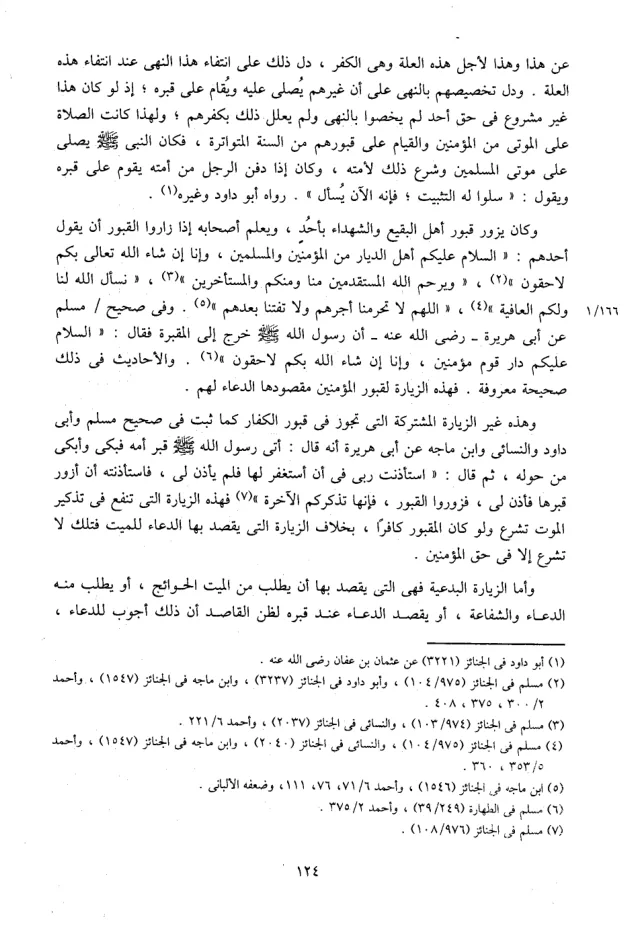 عن هذا وهذا لأجل هذه العلة وهى الكفر ، دل ذلك على انتفاء هذا النهى عند انتفاء هذه
العلة . ودل تخصيصهم بالنهى على أن غيرهم يُصلى عليه ويُقام على قبره ؛ إذ لو كان هذا
غير مشروع فى حق أحد لم يخصوا بالنهى ولم يعلل ذلك بكفرهم ؛ ولهذا كانت الصلاة
على الموتى من المؤمنين والقيام على قبورهم من السنة المتواترة ، فكان النبى ﷺ يصلى
على موتى المسلمين وشرع ذلك لأمته ، وكان إذا دفن الرجل من أمته يقوم على قبره
ويقول : « سلوا له التثبيت ؛ فإنه الآن يُسأل » . رواه أبو داود وغيره(١) .
وكان يزور قبور أهل البقيع والشهداء بأحُدٍ ، ويعلم أصحابه إذا زاروا القبور أن يقول
أحدهم : « السلام عليكم أهل الديار من المؤمنين والمسلمين ، وإنا إن شاء الله تعالى بكم
لاحقون »(٢) ، « ويرحم الله المستقدمين منا ومنكم والمستأخرين »(٣) ، « نسأل الله لنا
ولكم العافية »(٤) ، « اللهم لا تحرمنا أجرهم ولا تفتنا بعدهم »(٥) . وفى صحيح / مسلم
١/١٦٦
عن أبى هريرة ـ رضى الله عنه ـ أن رسول الله ﷺ خرج إلى المقبرة فقال : « السلام
عليكم دار قوم مؤمنين ، وإنا إن شاء الله بكم لاحقون »(٦) . والأحاديث فى ذلك
صحيحة معروفة . فهذه الزيارة لقبور المؤمنين مقصودها الدعاء لهم .
وهذه غير الزيارة المشتركة التى تجوز فى قبور الكفار كما ثبت فى صحيح مسلم وأبى
داود والنسائى وابن ماجه عن أبى هريرة أنه قال : أتى رسول الله ﷺ قبر أمه فبكى وأبكى
من حوله ، ثم قال : « استأذنت ربى فى أن أستغفر لها فلم يأذن لى ، فاستأذنته أن أزور
قبرها فأذن لى ، فزوروا القبور ، فإنها تذكركم الآخرة »(٧) فهذه الزيارة التى تنفع فى تذكير
الموت تشرع ولو كان المقبور كافرًا ، بخلاف الزيارة التى يقصد بها الدعاء للميت فتلك لا
تشرع إلا فى حق المؤمنين .
وأما الزيارة البدعية فهى التى يقصد بها أن يطلب من الميت الحوائج ، أو يطلب منه
الدعاء والشفاعة ، أو يقصد الدعاء عند قبره لظن القاصد أن ذلك أجوب للدعاء ،
(١) أبو داود فى الجنائز (٣٢٢١) عن عثمان بن عفان رضى الله عنه .
(٢) مسلم فى الجنائز (١٠٤/٩٧٥) ، وأبو داود فى الجنائز (٣٢٣٧) ، وابن ماجه فى الجنائز (١٥٤٧) ، وأحمد
٣٠٠/٢ ، ٣٧٥ ، ٤٠٨ .
(٣) مسلم فى الجنائز (١٠٣/٩٧٤) ، والنسائى فى الجنائز (٢٠٣٧) ، وأحمد ٢٢١/٦ .
(٤) مسلم فى الجنائز (١٠٤/٩٧٥) ، والنسائى فى الجنائز (٢٠٤٠) ، وابن ماجه فى الجنائز (١٥٤٧) ، وأحمد
٣٥٣/٥ ، ٣٦٠ .
(٥) ابن ماجه فى الجنائز (١٥٤٦) ، وأحمد ٧١/٦، ٧٦، ١١١، وضعفه الألبانى .
(٦) مسلم فى الطهارة (٣٩/٢٤٩) ، وأحمد ٣٧٥/٢ .
(٧) مسلم فى الجنائز (١٠٨/٩٧٦) .
١٢٤